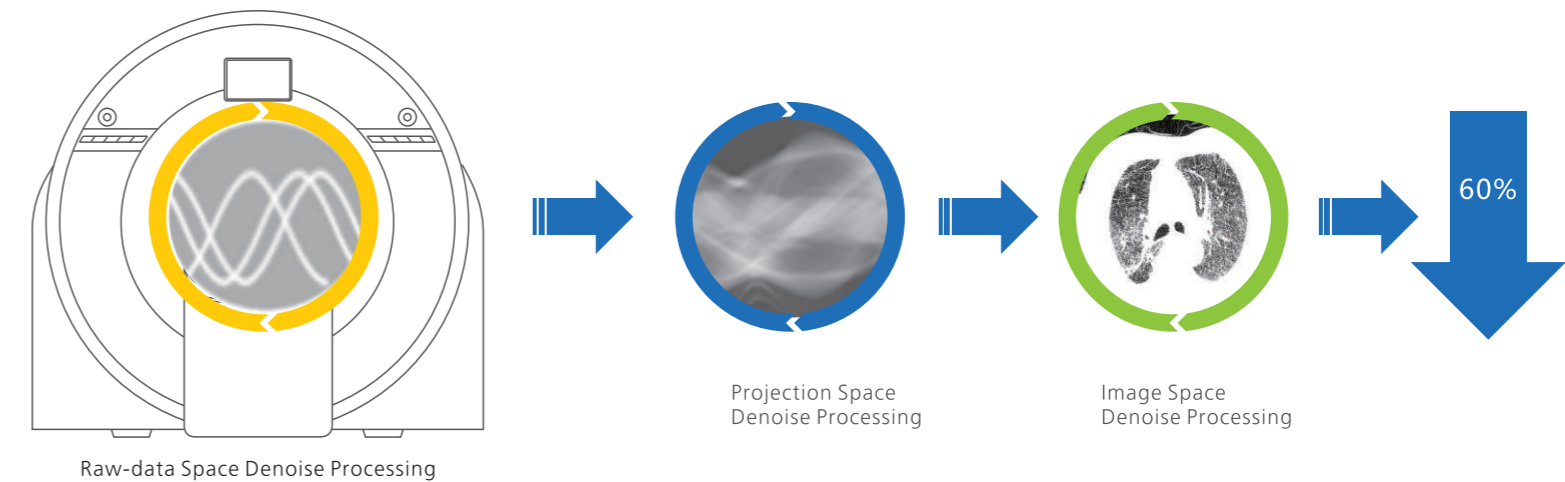 60%
Projection Space
Denoise Processing
Image Space
Denoise Processing
Raw-data Space Denoise Processing